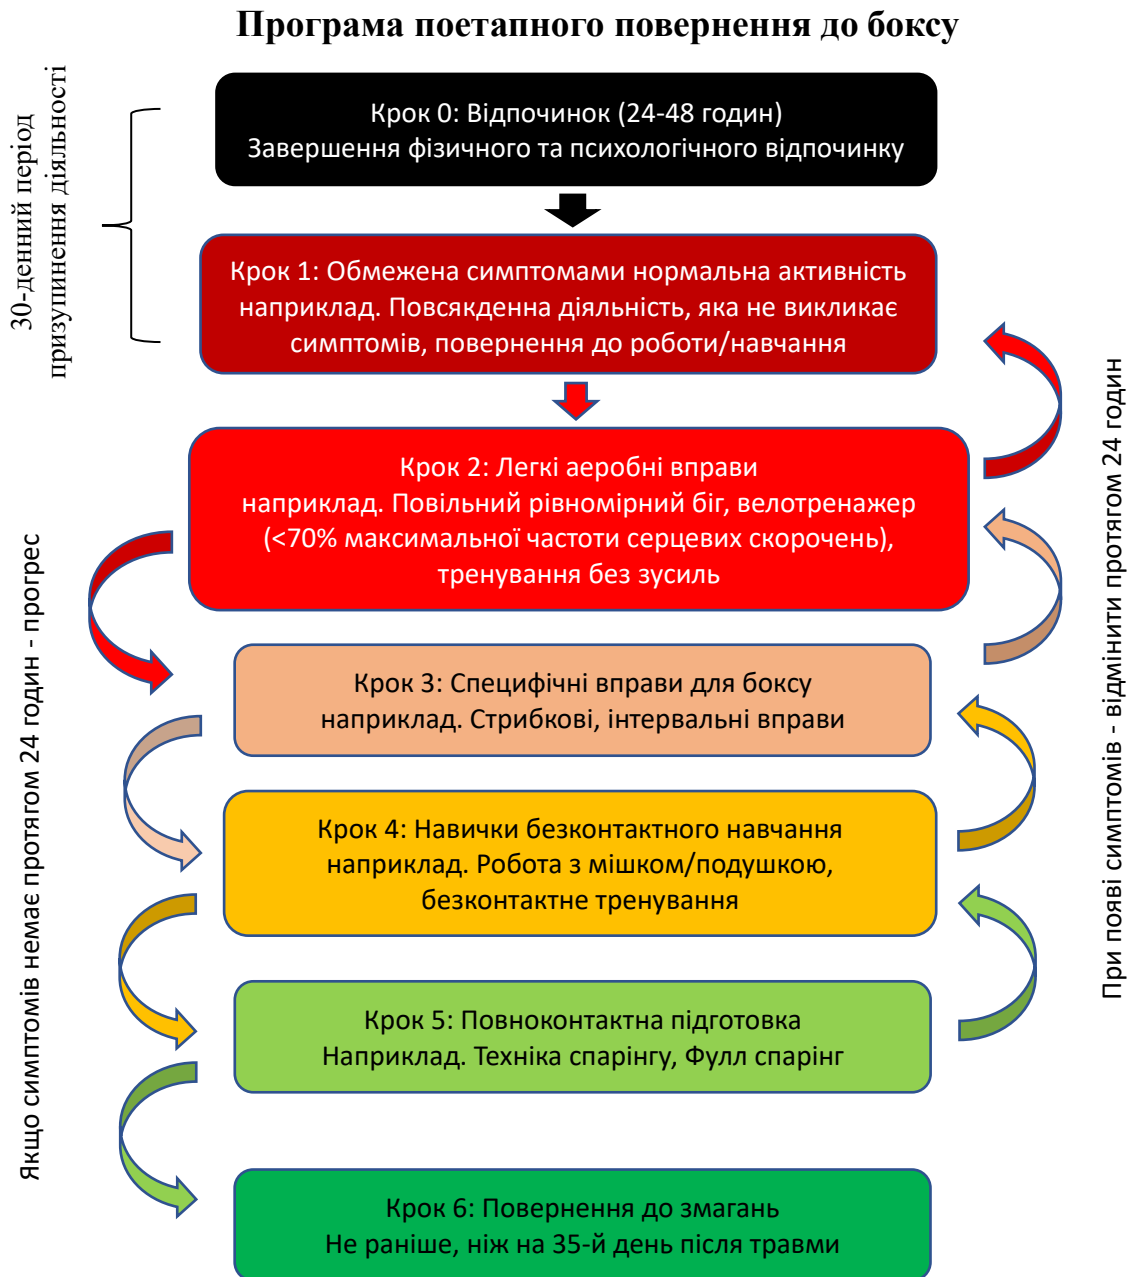 Програма поетапного повернення до боксу
30-денний період
призупинення діяльності
Крок 0: Відпочинок (24-48 годин)
Завершення фізичного та психологічного відпочинку
Крок 1: Обмежена симптомами нормальна активність
наприклад. Повсякденна діяльність, яка не викликає
симптомів, повернення до роботи/навчання
Крок 2: Легкі аеробні вправи
наприклад. Повільний рівномірний біг, велотренажер
(<70% максимальної частоти серцевих скорочень),
тренування без зусиль
Крок 3: Специфічні вправи для боксу
наприклад. Стрибкові, інтервальні вправи
Крок 4: Навички безконтактного навчання
наприклад. Робота з мішком/подушкою,
безконтактне тренування
Крок 5: Повноконтактна підготовка
Наприклад. Техніка спарінгу, Фулл спарінг
Крок 6: Повернення до змагань
Не раніше, ніж на 35-й день після травми
Якщо симптомів немає протягом 24 годин - прогрес
При появі симптомів - відмінити протягом 24 годин